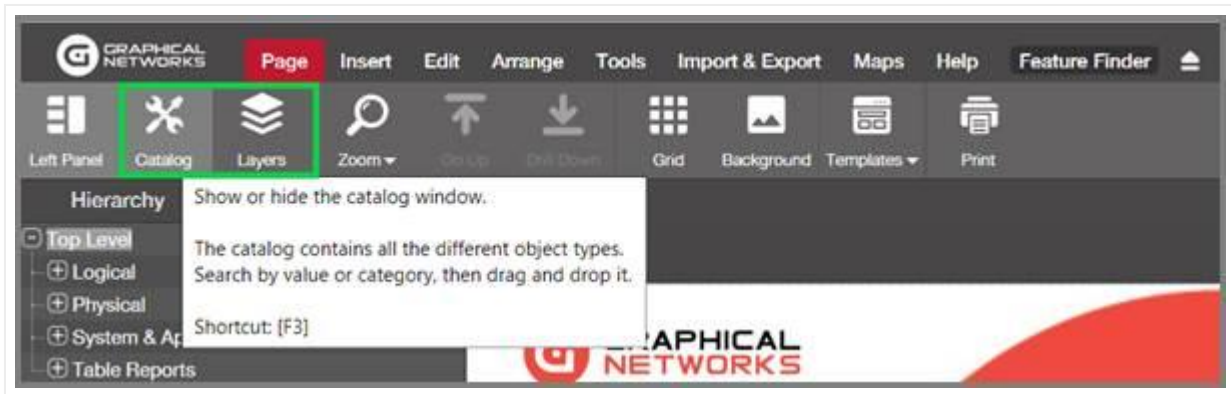 GRAPHICAL
NETWORKS
Page Insert Edit Arrange Tools Import & Export Maps Help Feature Finder
Left Panel Catalog Layers Zoom Go Up Drill Down Grid Background Templates Print
Hierarchy
Show or hide the catalog window.
Top Level
The catalog contains all the different object types.
Logical
Search by value or category, then drag and drop it.
Physical
Shortcut: [F3]
System & Ap
Table Reports
GRAPHICAL
NETWORKS